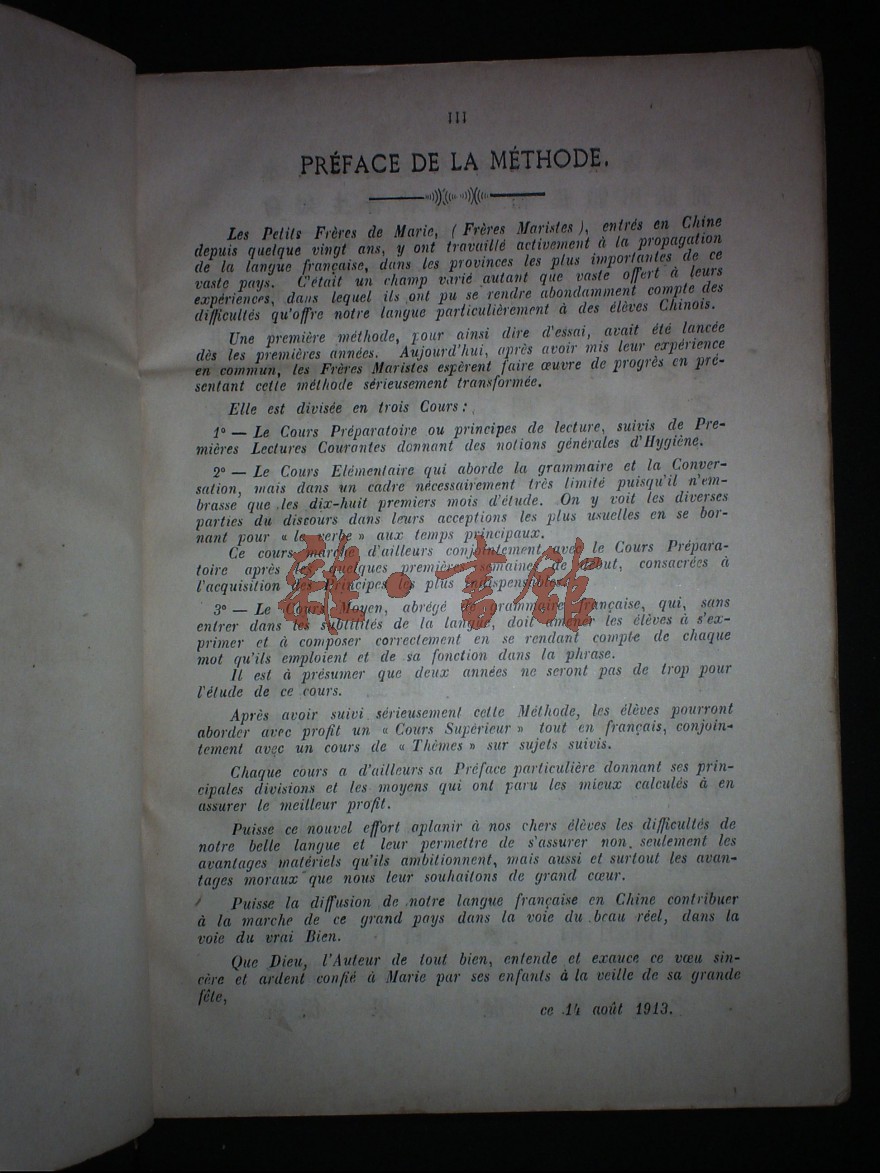 III
PRÉFACE DE LA MÉTHODE.
Les Petits Frères de Marie, (Frères Maristes), entrés en Chine
depuis quelque vingt ans, y ont travaillé activement à la propagation
de la langue française, dans les provinces les plus importantes de ce
vaste pays. C'était un champ varié autant que vaste offert à leurs
expériences, dans lequel ils ont pu se rendre abondamment compte des
difficultés qu'offre notre langue particulièrement à des élèves Chinois.
Une première méthode, pour ainsi dire d'essai, avait été lancée
dès les premières années. Aujourd'hui, après avoir mis leur expérience
en commun, les Frères Maristes espèrent faire œuvre de progrès en pré-
sentant cette méthode sérieusement transformée.
Elle est divisée en trois Cours :
1° — Le Cours Préparatoire ou principes de lecture, suivis de Pre-
mières Lectures Courantes donnant des notions générales d'Hygiène.
2° — Le Cours Elémentaire qui aborde la grammaire et la Conver-
sation, mais dans un cadre nécessairement très limité puisqu'il n'em-
brasse que les dix-huit premiers mois d'étude. On y voit les diverses
parties du discours dans leurs acceptions les plus usuelles en se bor-
nant pour « le verbe » aux temps principaux.
Ce cours marche d'ailleurs conjointement avec le Cours Prépara-
toire après les quelques premières semaines de début, consacrées à
l'acquisition des Principes les plus indispensables.
3° — Le Cours Moyen, abrégé de grammaire française, qui, sans
entrer dans les subtilités de la langue, doit amener les élèves à s'ex-
primer et à composer correctement en se rendant compte de chaque
mot qu'ils emploient et de sa fonction dans la phrase.
Il est à présumer que deux années ne seront pas de trop pour
l'étude de ce cours.
Après avoir suivi sérieusement cette Méthode, les élèves pourront
aborder avec profit un « Cours Supérieur » tout en français, conjoin-
tement avec un cours de « Thèmes » sur sujets suivis.
Chaque cours a d'ailleurs sa Préface particulière donnant ses prin-
cipales divisions et les moyens qui ont paru les mieux calculés à en
assurer le meilleur profit.
Puisse ce nouvel effort aplanir à nos chers élèves les difficultés de
notre belle langue et leur permettre de s'assurer non seulement les
avantages matériels qu'ils ambitionnent, mais aussi et surtout les avan-
tages moraux que nous leur souhaitons de grand cœur.
Puisse la diffusion de notre langue française en Chine contribuer
à la marche de ce grand pays dans la voie du beau réel, dans la
voie du vrai Bien.
Que Dieu, l'Auteur de tout bien, entende et exauce ce vœu sin-
cère et ardent confié à Marie par ses enfants à la veille de sa grande
fête,
ce 14 août 1913.
雜·書館